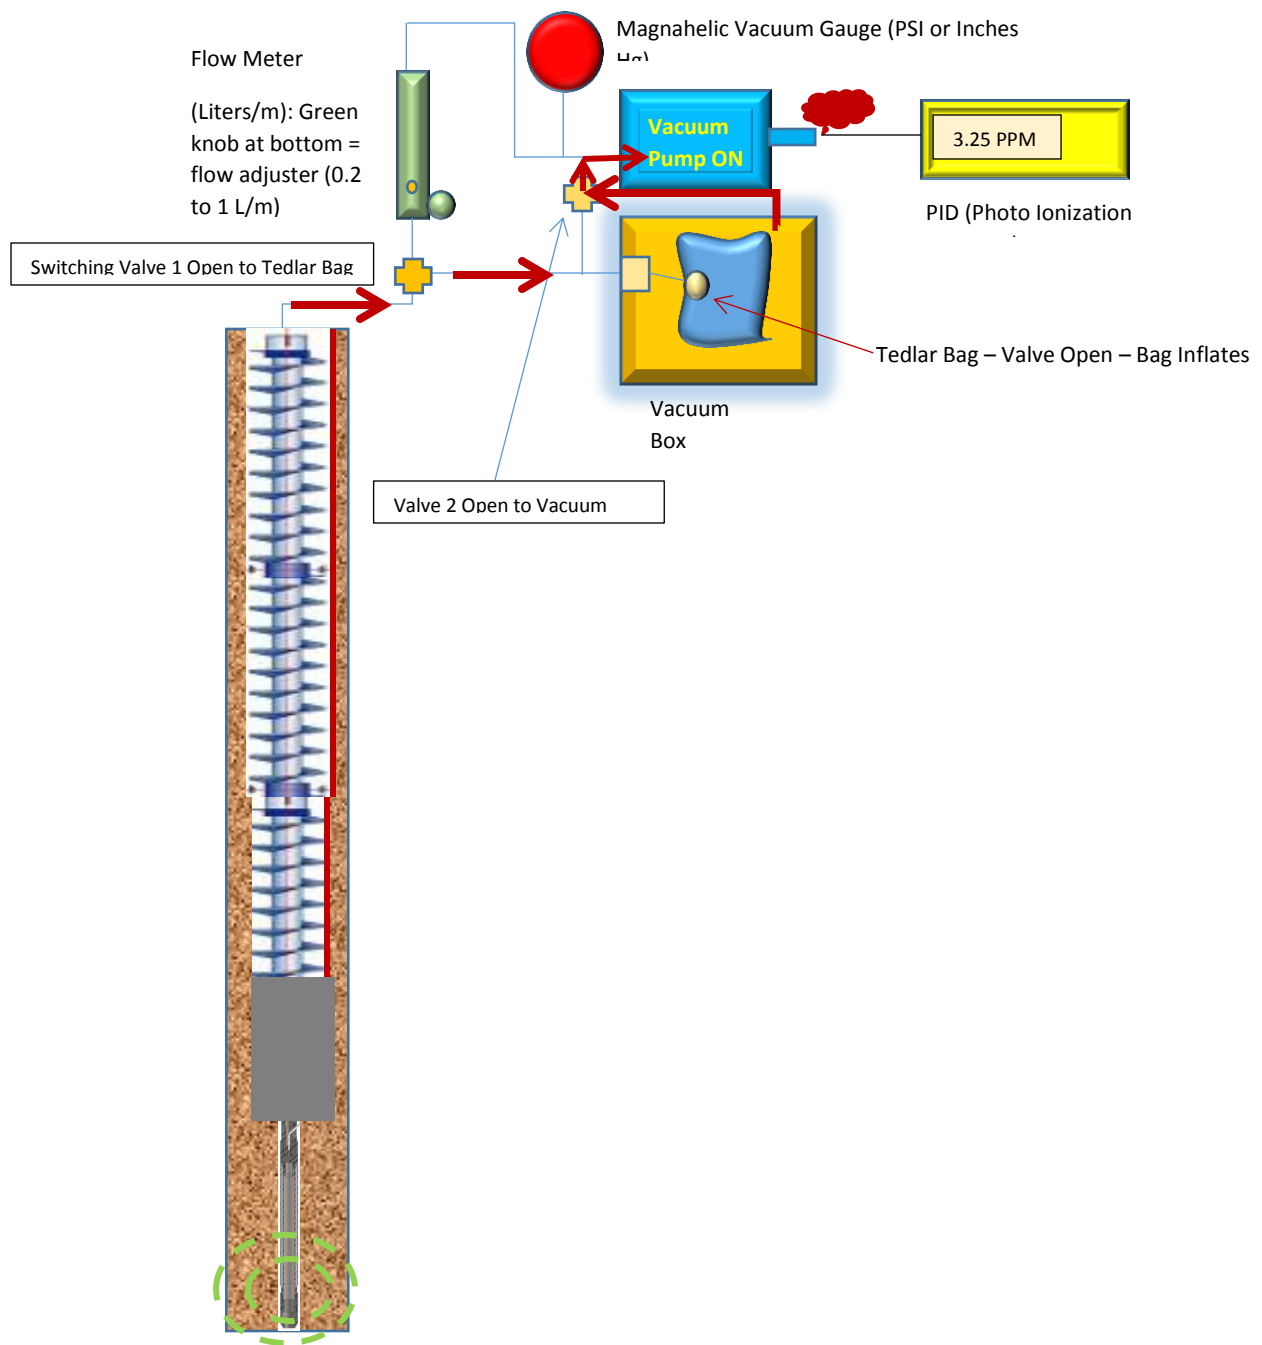 Magnahelic Vacuum Gauge (PSI or Inches
Hg)
Flow Meter
(Liters/m): Green
knob at bottom =
flow adjuster (0.2
to 1 L/m)
Vacuum
Pump ON
3.25 PPM
PID (Photo Ionization
Switching Valve 1 Open to Tedlar Bag
Tedlar Bag – Valve Open – Bag Inflates
Vacuum
Box
Valve 2 Open to Vacuum